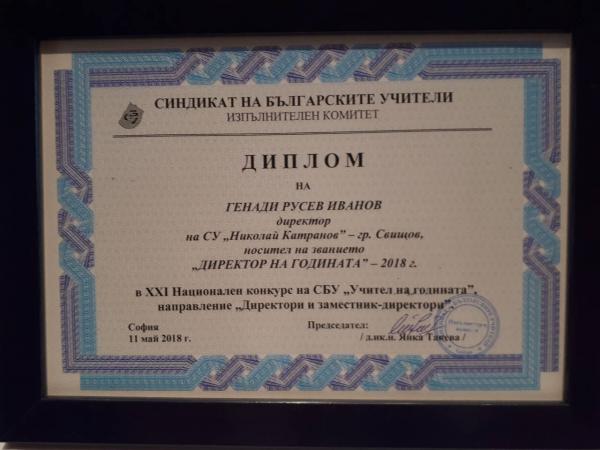 СИНДИКАТ НА БЪЛГАРСКИТЕ УЧИТЕЛИ
ИЗПЪЛНИТЕЛЕН КОМИТЕТ
ДИПЛОМ
НА
ГЕНАДИ РУСЕВ ИВАНОВ
директор
на СУ „Николай Катранов” – гр. Свищов,
носител на званието
„ДИРЕКТОР НА ГОДИНАТА” – 2018 г.
в XXI Национален конкурс на СБУ „Учител на годината”,
направление „Директори и заместник-директори”
София Председател:
11 май 2018 г. / д.ик.н. Янка Такева /